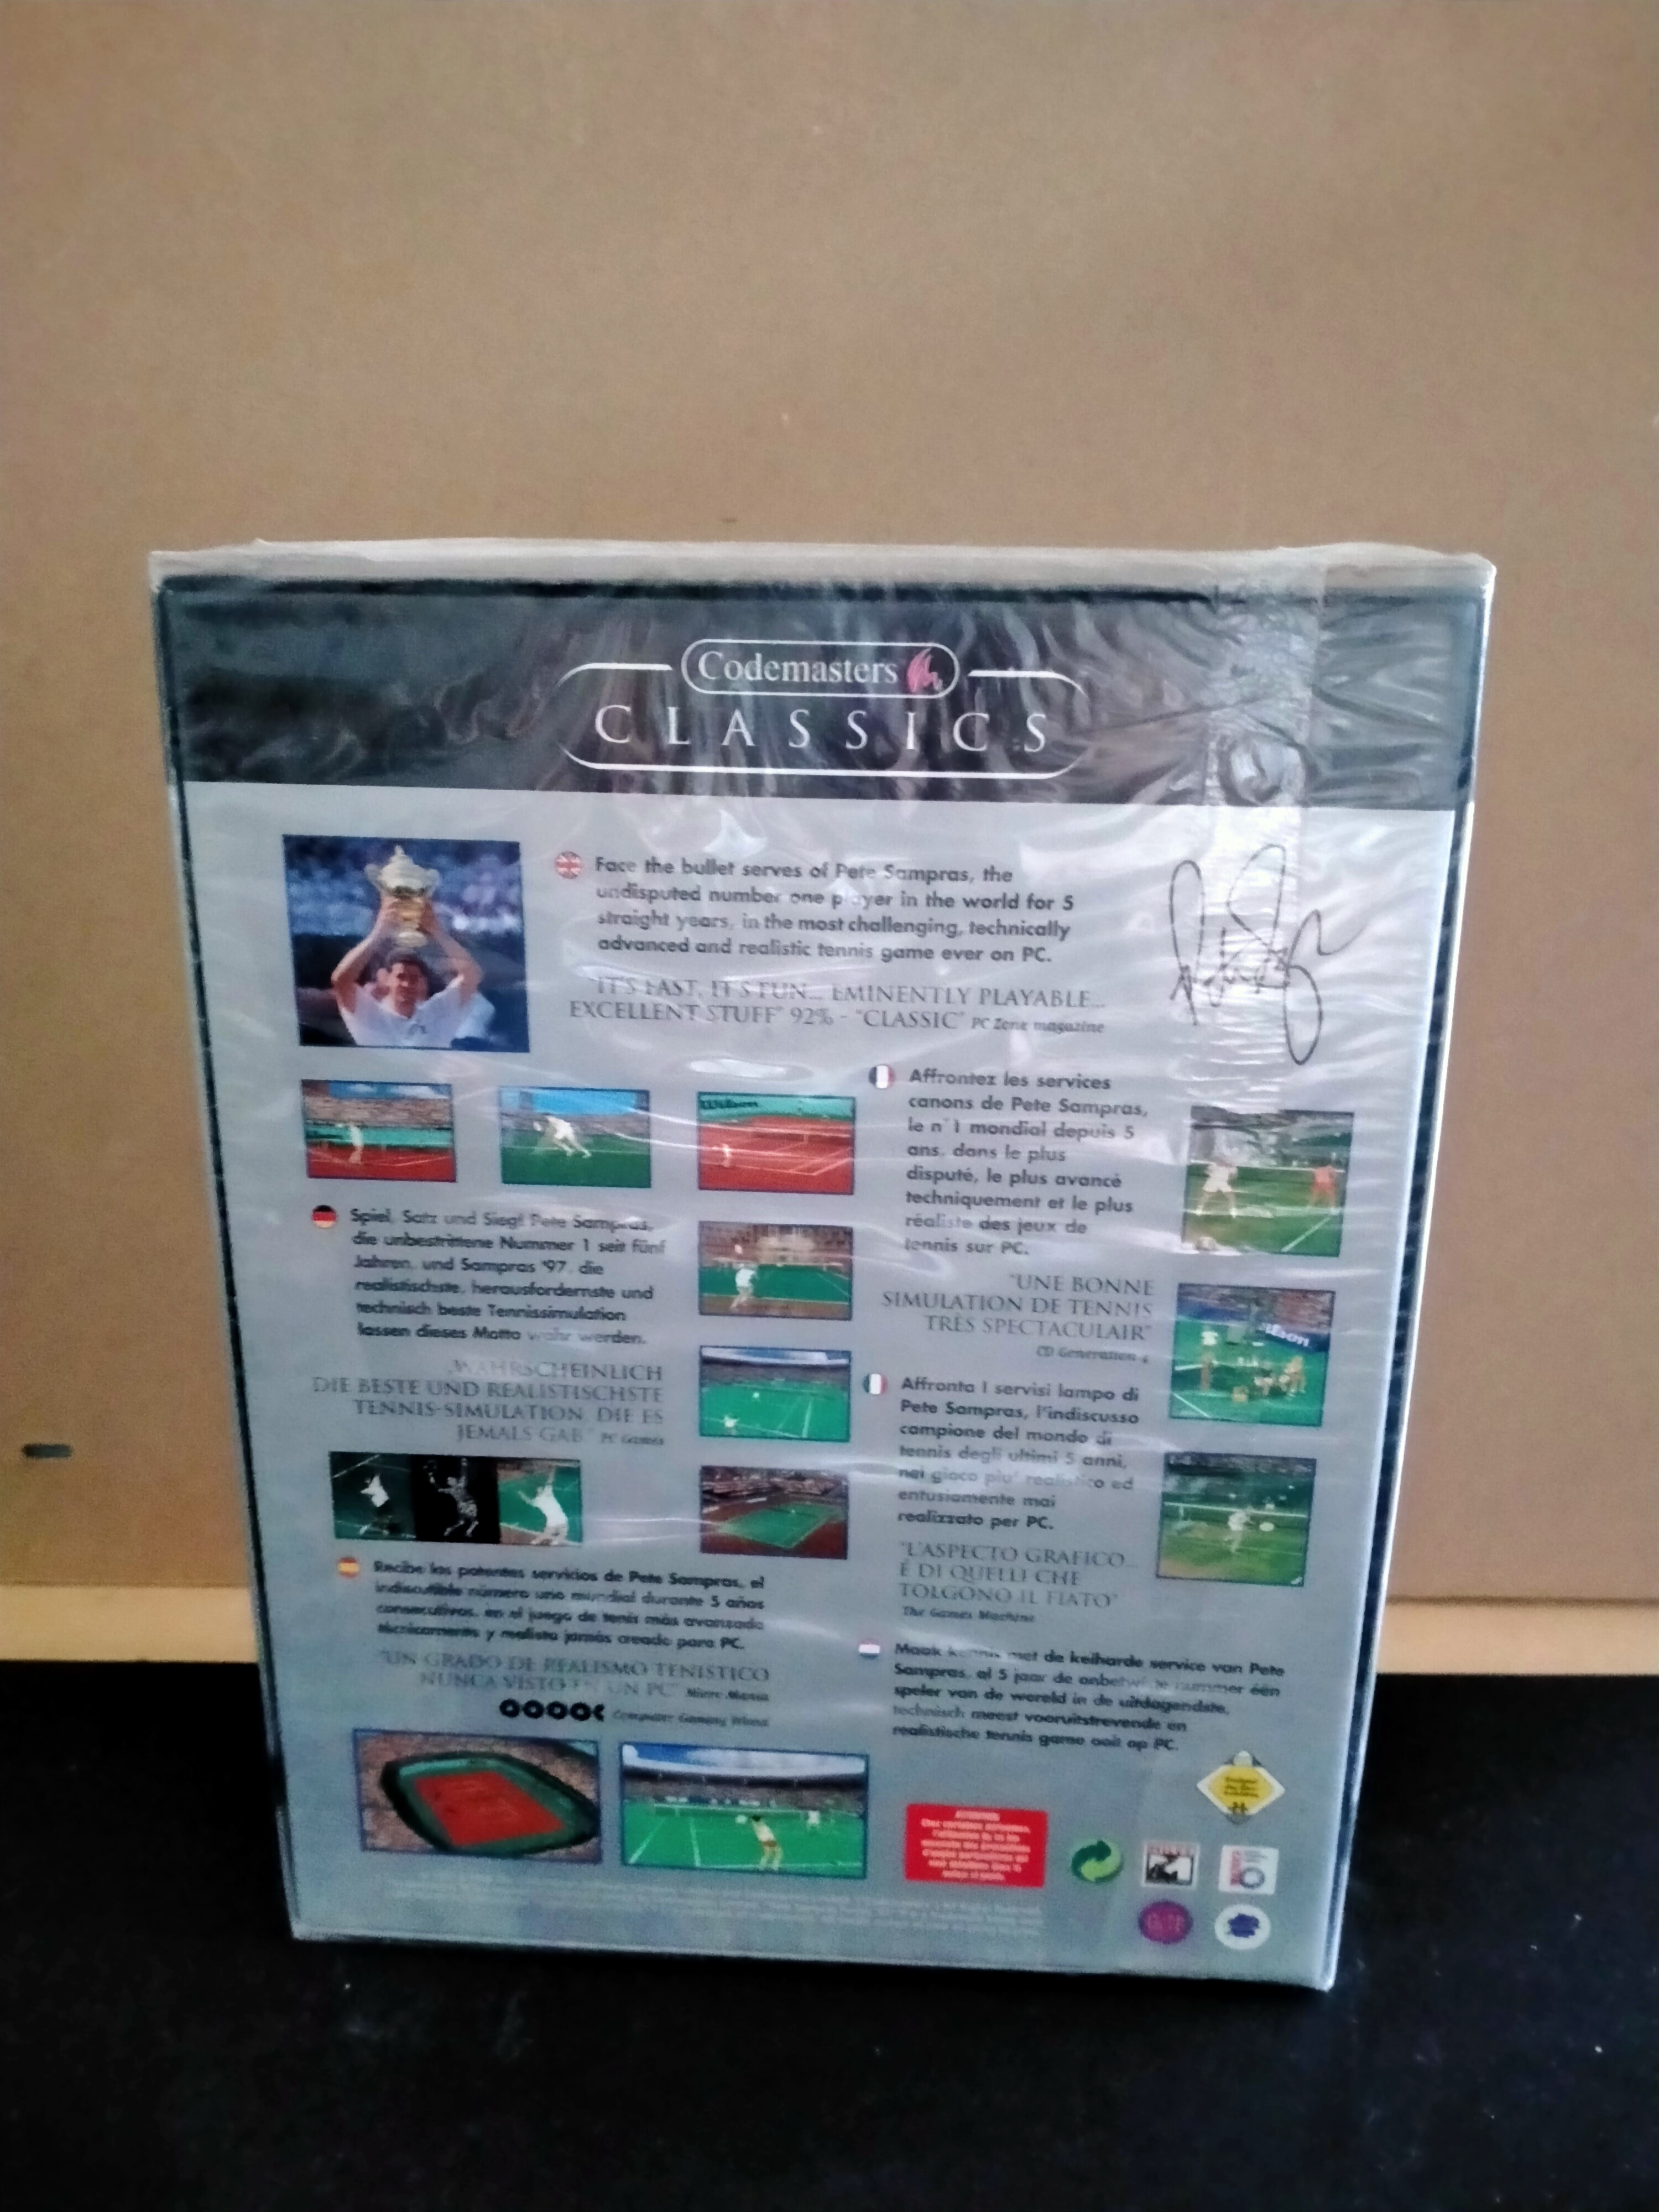 Codemasters
CLASSICS
Face the bullet serves of Pete Sampras, the
undisputed number one player in the world for 5
straight years, in the most challenging, technically
advanced and realistic tennis game ever on PC.
"IT'S FAST, IT'S FUN... EMINENTLY PLAYABLE...
EXCELLENT STUFF" 92% - "CLASSIC" PC Zone magazine
Wilson
Affrontez les services
canons de Pete Sampras,
le n°1 mondial depuis 5
ans, dans le plus
disputé, le plus avancé
techniquement et le plus
réaliste des jeux de
tennis sur PC.
"UNE BONNE
SIMULATION DE TENNIS
TRÈS SPECTACULAIR"
CD Generation 4
Spiel, Satz und Sieg! Pete Sampras,
die unbestrittene Nummer 1 seit fünf
Jahren, und Sampras '97, die
realistischste, herausfordernste und
technisch beste Tennissimulation
lassen dieses Motto wahr werden.
"WAHRSCHEINLICH
DIE BESTE UND REALISTISCHSTE
TENNIS-SIMULATION, DIE ES
JEMALS GAB." PC Games
Affronta I servisi lampo di
Pete Sampras, l'indiscusso
campione del mondo di
tennis degli ultimi 5 anni,
nel gioco piu' realistico ed
entusiamente mai
realizzato per PC.
"L'ASPECTO GRAFICO...
È DI QUELLI CHE
TOLGONO IL FIATO"
The Games Machine
Recibe los potentes servicios de Pete Sampras, el
indiscutible número uno mundial durante 5 años
consecutivos, en el juego de tenis más avanzado
técnicamente y realista jamás creado para PC.
"UN GRADO DE REALISMO TENISTICO
NUNCA VISTO EN UN PC" Micro Mania
Computer Gaming World
Maak kennis met de keiharde service van Pete
Sampras, al 5 jaar de onbetwiste nummer één
speler van de wereld in de uitdagendste,
technisch meest vooruitstrevende en
realistische tennis game ooit op PC.
ATTENTION